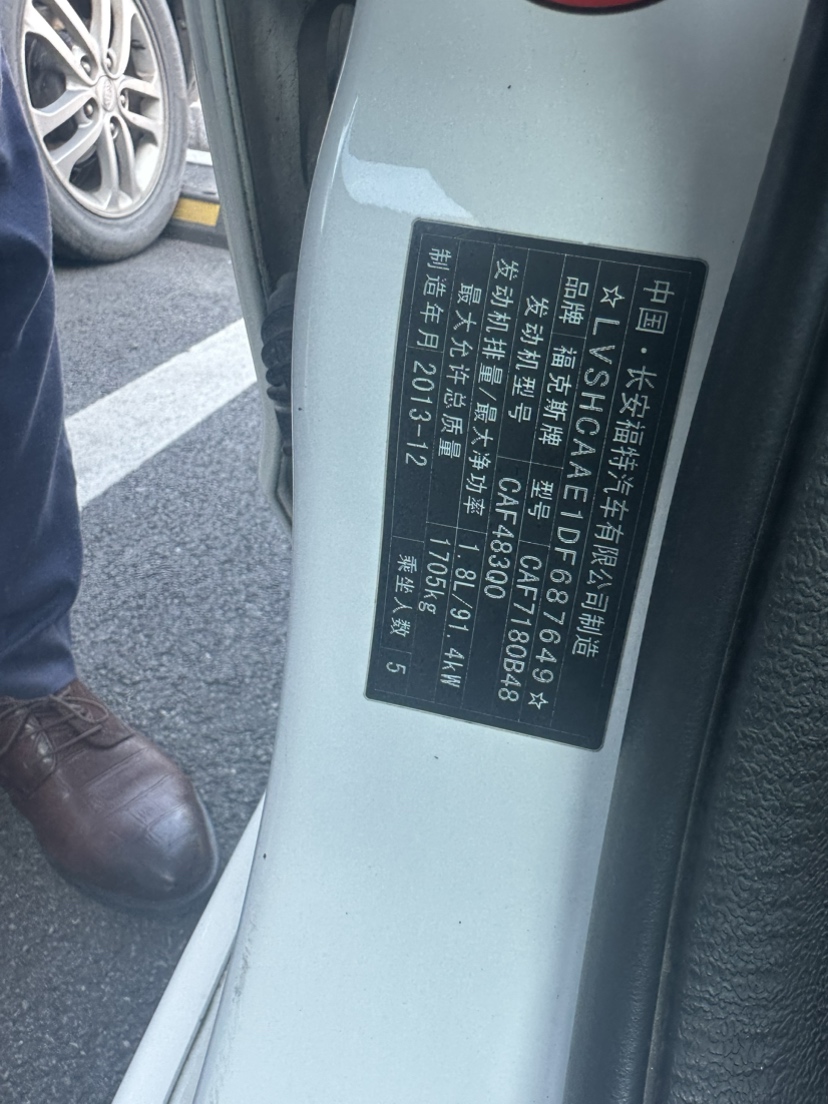 中国·长安福特汽车有限公司制造
☆LVSHCAAE1DF687649☆
品牌 福克斯牌 型号 CAF7180B48
发动机型号 CAF483Q0
发动机排量/最大净功率 1.8L/91.4kW
最大允许总质量 1705kg
制造年月 2013-12 乘坐人数 5